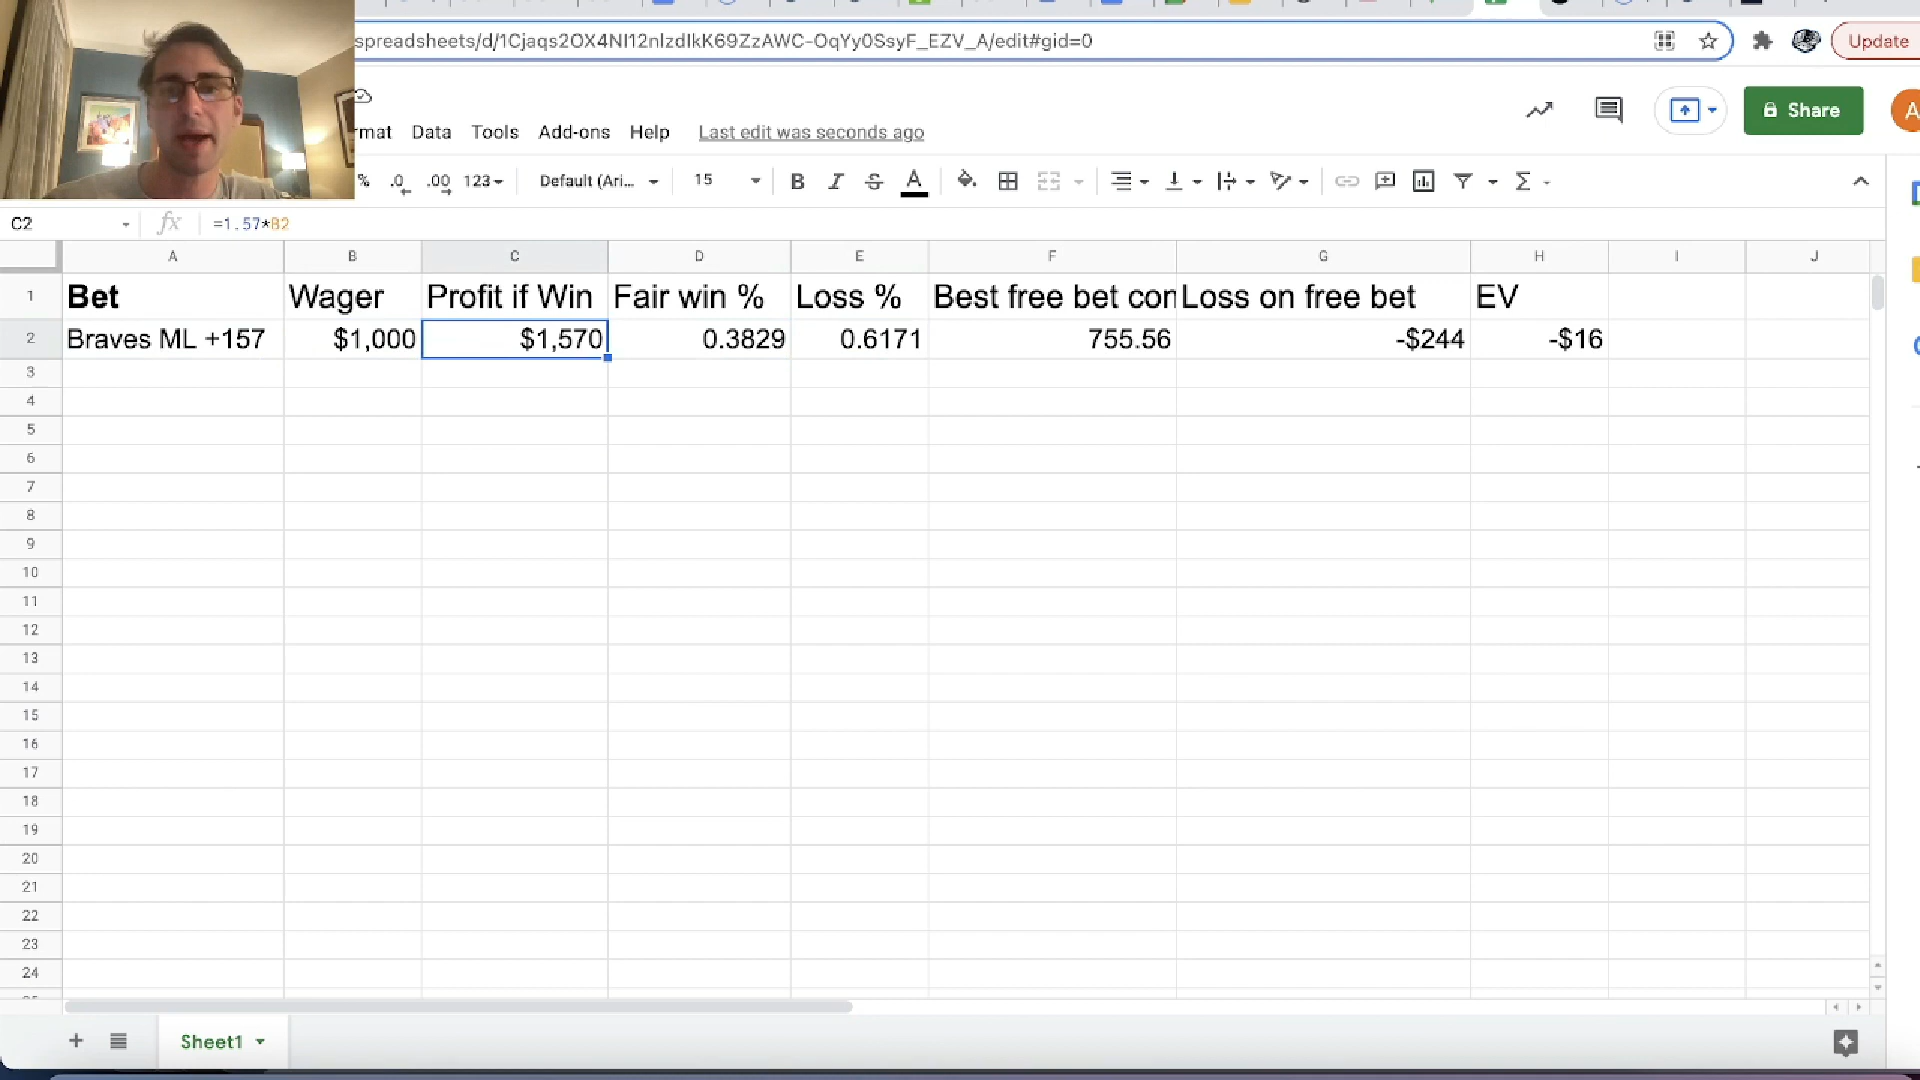 spreadsheets/d/1Cjaqs2OX4NI12nlzdIkK69ZzAWC-OqYy0SsyF_EZV_A/edit#gid=0
Update
rmat Data Tools Add-ons Help Last edit was seconds ago
Share
A
% .0 .00 123 Default (Ari... 15 B I S A
C2 fx =1.57*B2
A B C D E F G H I J
1 Bet Wager Profit if Win Fair win % Loss % Best free bet con Loss on free bet EV
2 Braves ML +157 $1,000 $1,570 0.3829 0.6171 755.56 -$244 -$16
3
4
5
6
7
8
9
10
11
12
13
14
15
16
17
18
19
20
21
22
23
24
Sheet1